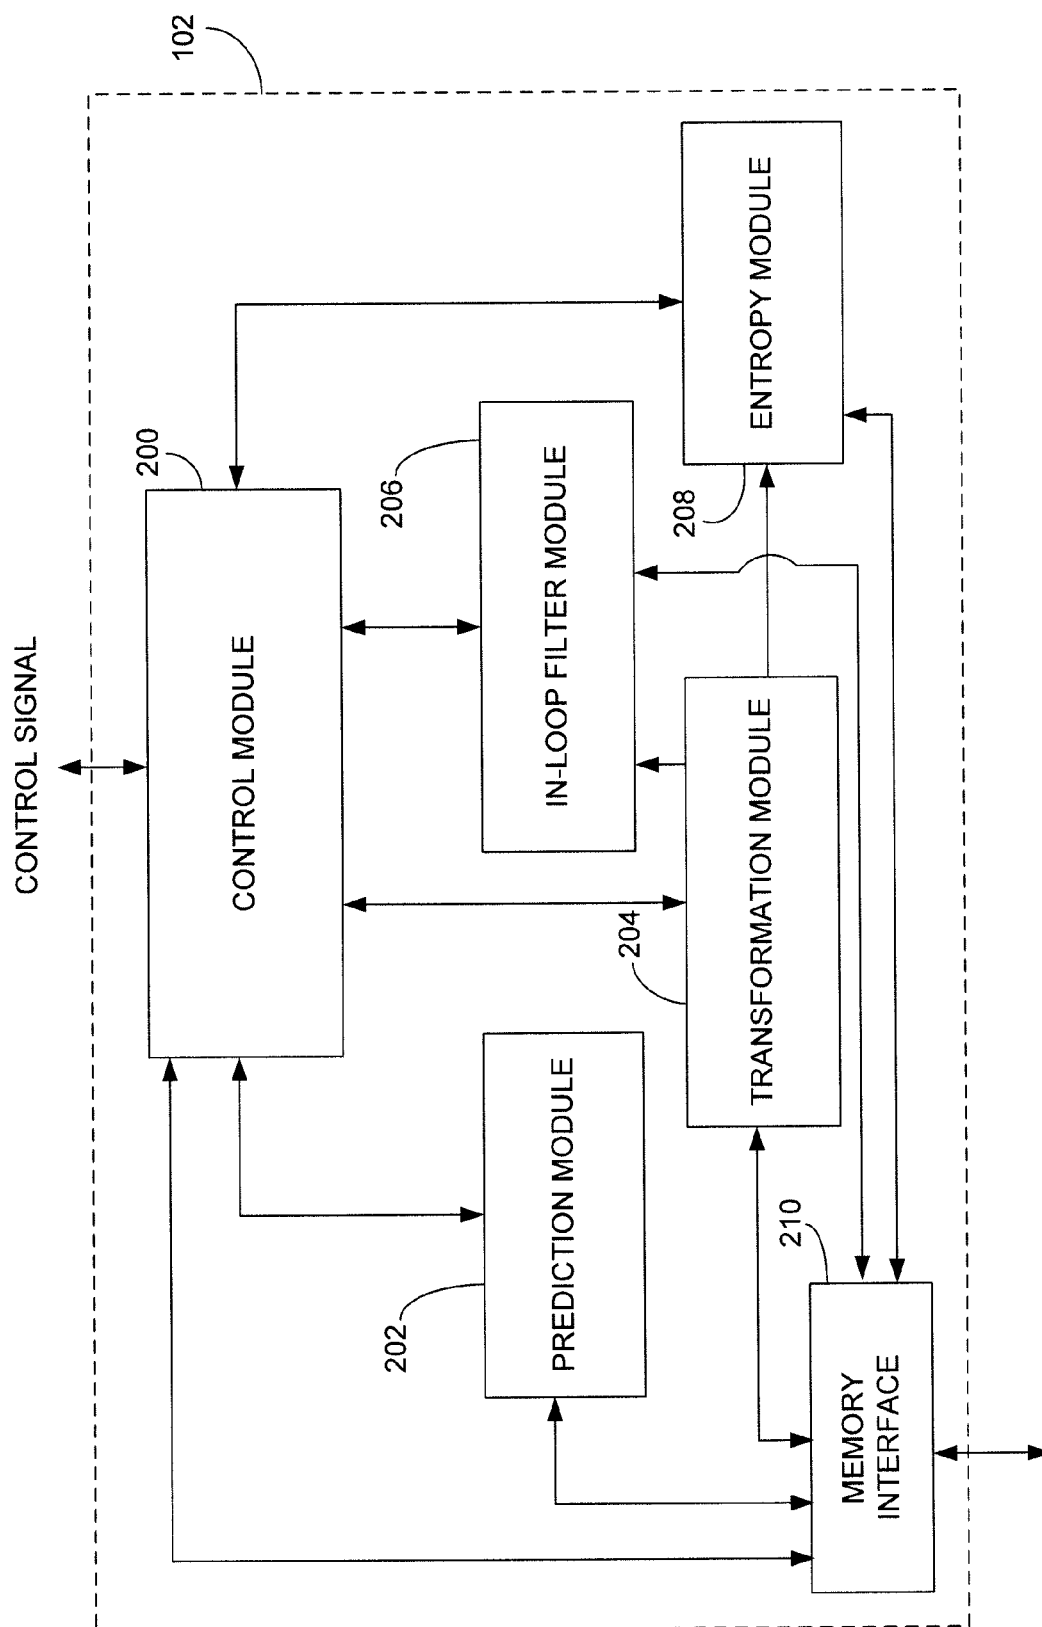 102
CONTROL SIGNAL
200
CONTROL MODULE
206
IN-LOOP FILTER MODULE
208
ENTROPY MODULE
202
PREDICTION MODULE
204
TRANSFORMATION MODULE
210
MEMORY
INTERFACE